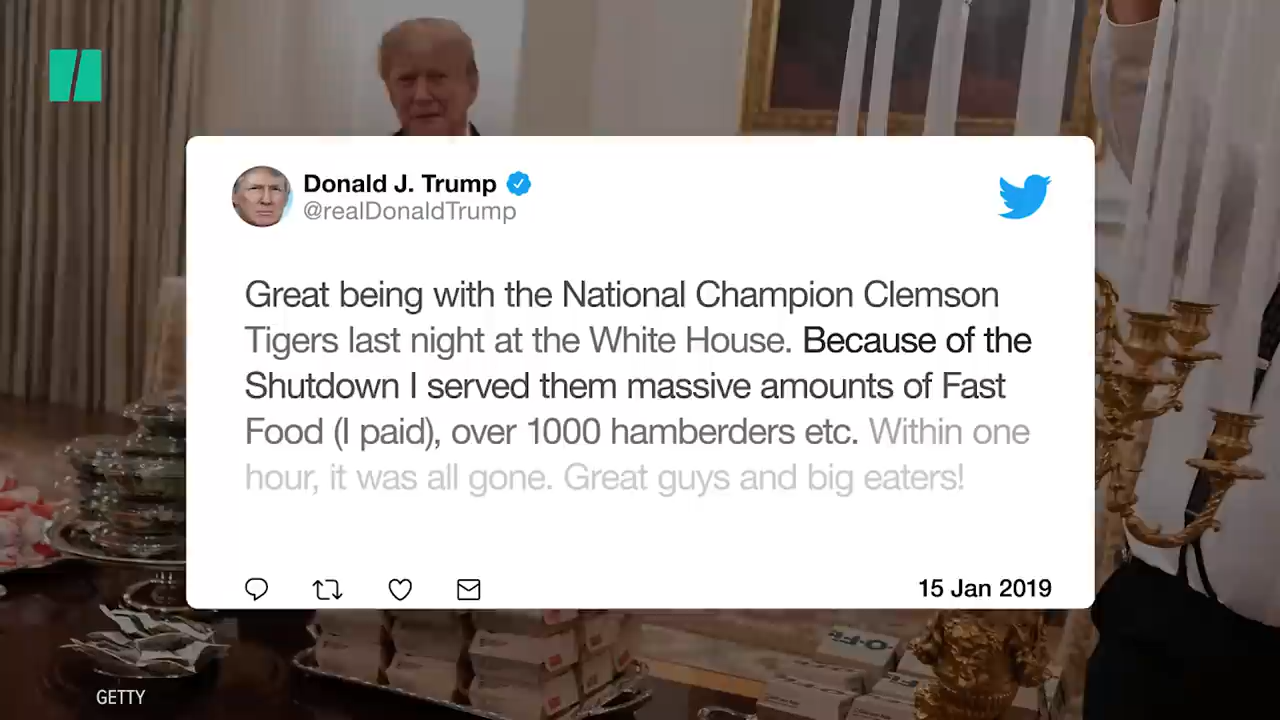 Donald J. Trump
@realDonaldTrump
Great being with the National Champion Clemson
Tigers last night at the White House. Because of the
Shutdown I served them massive amounts of Fast
Food (I paid), over 1000 hamberders etc. Within one
hour, it was all gone. Great guys and big eaters!
15 Jan 2019
GETTY